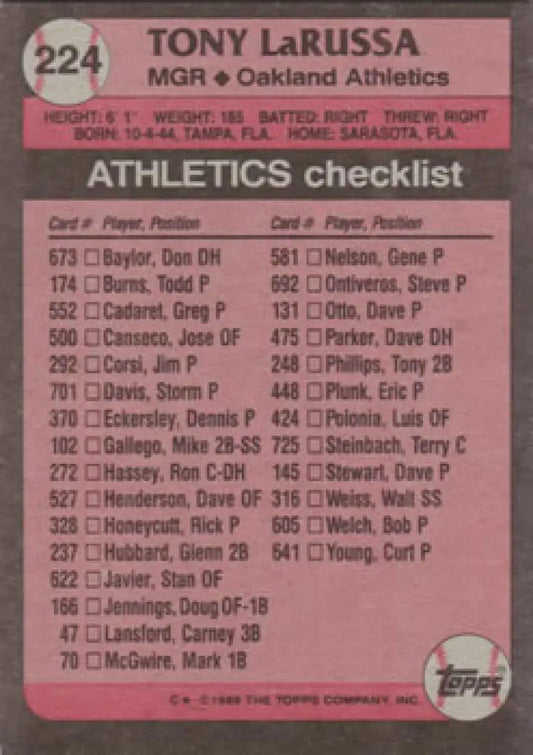 224
TONY LaRUSSA
MGR ◆ Oakland Athletics
HEIGHT: 6' 1" WEIGHT: 185 BATTED: RIGHT THREW: RIGHT
BORN: 10-4-44, TAMPA, FLA. HOME: SARASOTA, FLA.
ATHLETICS checklist
Card # Player, Position
673 □ Baylor, Don DH
174 □ Burns, Todd P
552 □ Cadaret, Greg P
500 □ Canseco, Jose OF
292 □ Corsi, Jim P
701 □ Davis, Storm P
370 □ Eckersley, Dennis P
102 □ Gallego, Mike 2B-SS
272 □ Hassey, Ron C-DH
527 □ Henderson, Dave OF
328 □ Honeycutt, Rick P
237 □ Hubbard, Glenn 2B
622 □ Javier, Stan OF
166 □ Jennings, Doug OF-1B
47 □ Lansford, Carney 3B
70 □ McGwire, Mark 1B
Card # Player, Position
581 □ Nelson, Gene P
692 □ Ontiveros, Steve P
131 □ Otto, Dave P
475 □ Parker, Dave DH
248 □ Phillips, Tony 2B
448 □ Plunk, Eric P
424 □ Polonia, Luis OF
725 □ Steinbach, Terry C
145 □ Stewart, Dave P
316 □ Weiss, Walt SS
605 □ Welch, Bob P
641 □ Young, Curt P
TOPPS
C★ © 1989 THE TOPPS COMPANY, INC.